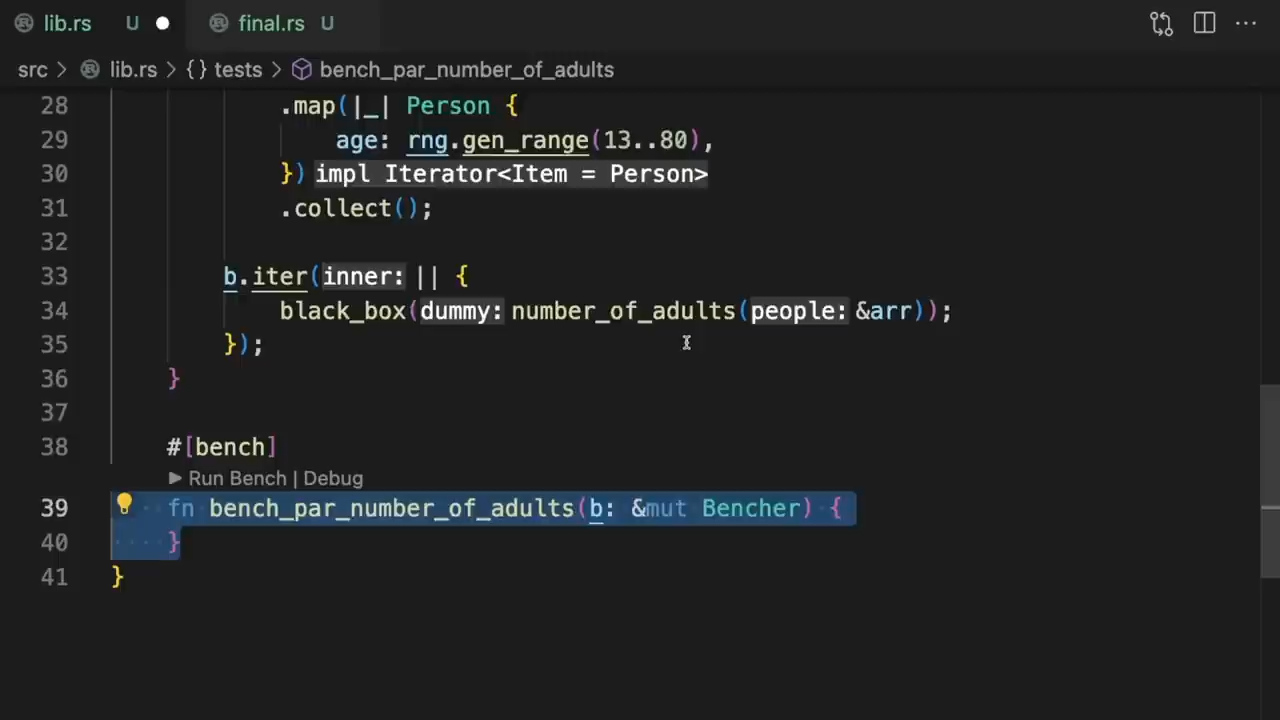 lib.rs U final.rs U ...
src > lib.rs > {} tests > bench_par_number_of_adults
28 .map(|_| Person {
29 age: rng.gen_range(13..80),
30 }) impl Iterator<Item = Person>
31 .collect();
32
33 b.iter(inner: || {
34 black_box(dummy: number_of_adults(people: &arr));
35 });
36 }
37
38 #[bench]
▶ Run Bench | Debug
39 fn bench_par_number_of_adults(b: &mut Bencher) {
40 }
41 }